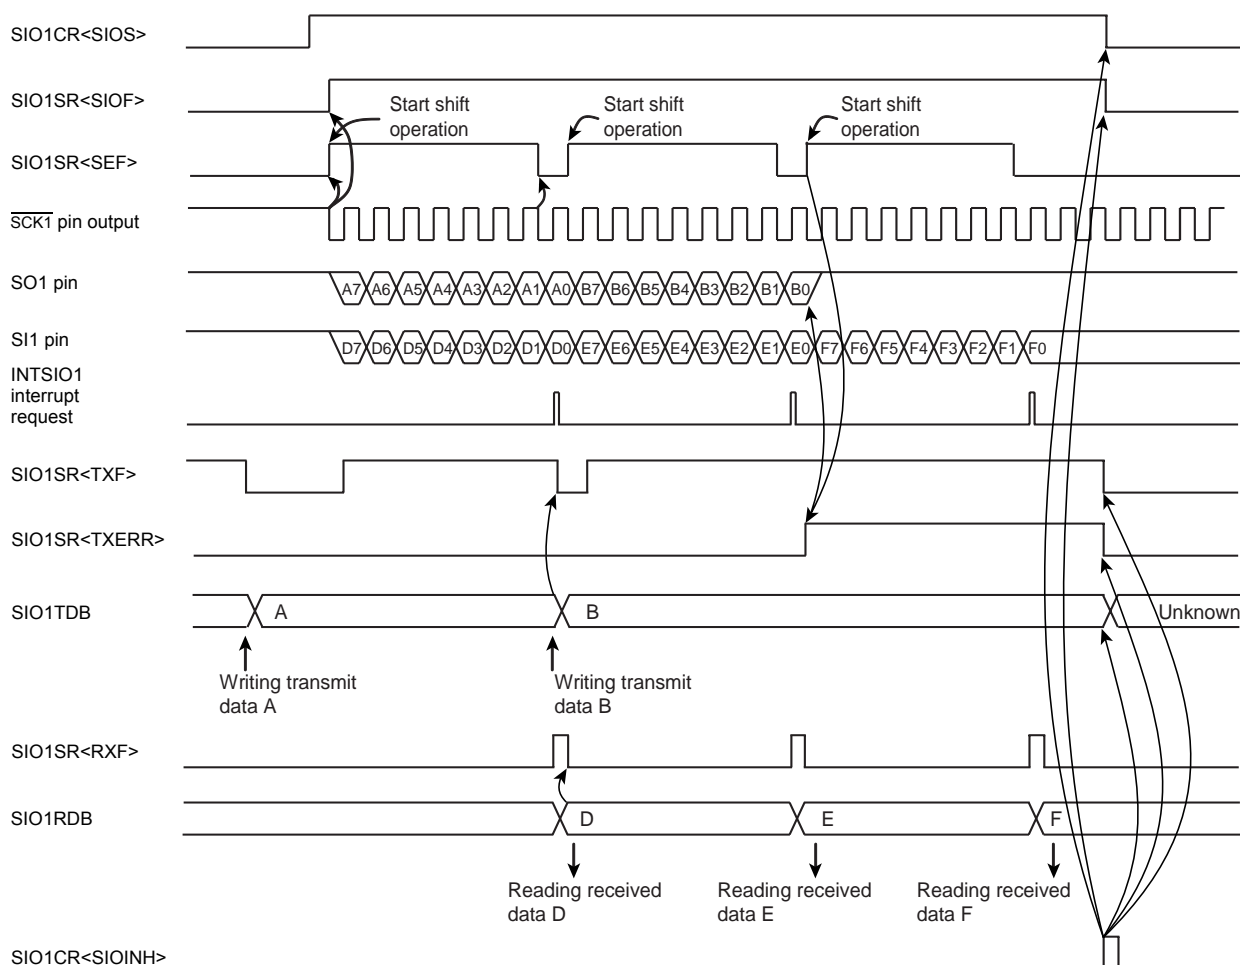 SIO1CR<SIOS>
SIO1SR<SIOF>
Start shift
operation
Start shift
operation
Start shift
operation
SIO1SR<SEF>
SCK1 pin output
SO1 pin
A7 A6 A5 A4 A3 A2 A1 A0 B7 B6 B5 B4 B3 B2 B1 B0
SI1 pin
D7 D6 D5 D4 D3 D2 D1 D0 E7 E6 E5 E4 E3 E2 E1 E0 F7 F6 F5 F4 F3 F2 F1 F0
INTSIO1
interrupt
request
SIO1SR<TXF>
SIO1SR<TXERR>
SIO1TDB
A
B
Unknown
Writing transmit
data A
Writing transmit
data B
SIO1SR<RXF>
SIO1RDB
D
E
F
Reading received
data D
Reading received
data E
Reading received
data F
SIO1CR<SIOINH>